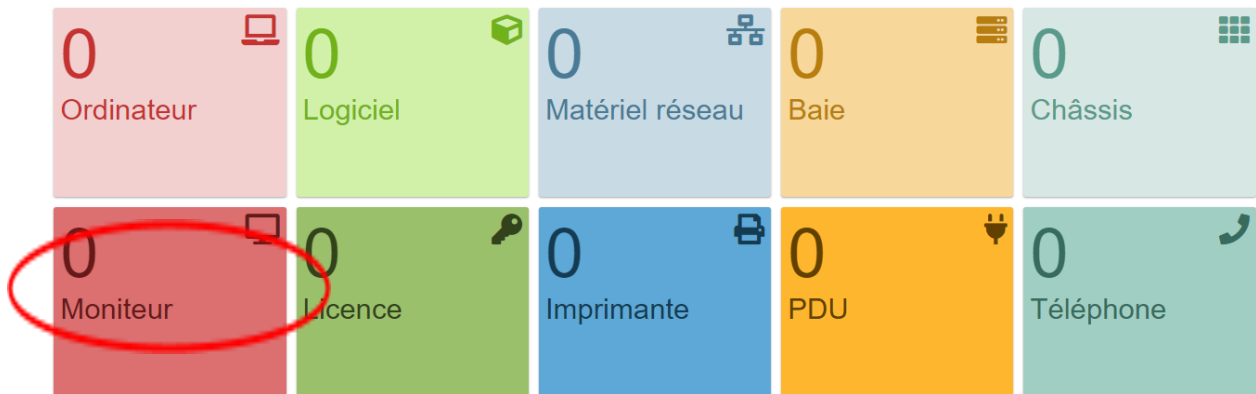 0
Ordinateur
0
Logiciel
0
Matériel réseau
0
Baie
0
Châssis
0
Moniteur
0
Licence
0
Imprimante
0
PDU
0
Téléphone